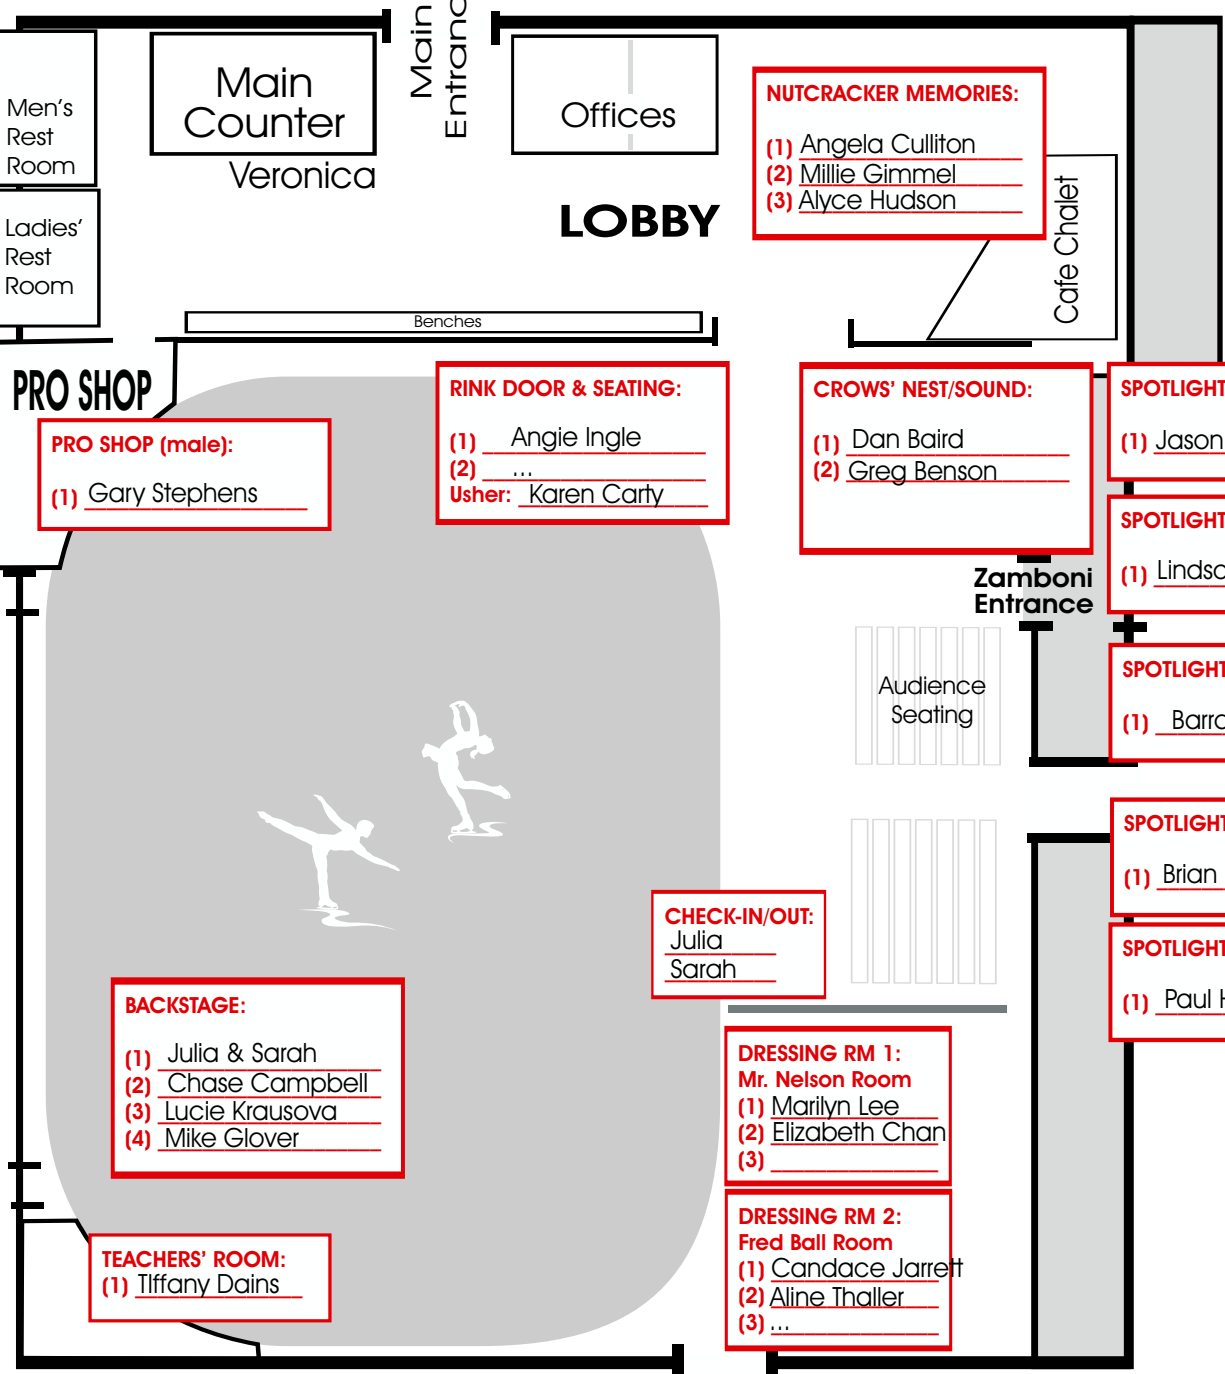 Main
Entranc
Men's
Rest
Room
Main
Counter
Veronica
Offices
Ladies'
Rest
Room
LOBBY
NUTCRACKER MEMORIES:
(1) Angela Culliton
(2) Millie Gimmel
(3) Alyce Hudson
Cafe Chalet
Benches
PRO SHOP
PRO SHOP (male):
(1) Gary Stephens
RINK DOOR & SEATING:
(1) Angie Ingle
(2) ...
Usher: Karen Carty
CROWS' NEST/SOUND:
(1) Dan Baird
(2) Greg Benson
SPOTLIGHT
(1) Jason
SPOTLIGHT
(1)
Zamboni
Entrance
SPOTLIGHT
(1)
Audience
Seating
SPOTLIGHT
(1) Brian
CHECK-IN/OUT:
Julia
Sarah
SPOTLIGHT
(1) Paul
BACKSTAGE:
(1) Julia & Sarah
(2) Chase Campbell
(3) Lucie Krausova
(4) Mike Glover
DRESSING RM 1:
Mr. Nelson Room
(1) Marilyn Lee
(2) Elizabeth Chan
(3)
DRESSING RM 2:
Fred Ball Room
(1) Candace Jarrett
(2) Aline Thaller
(3) ...
TEACHERS' ROOM:
(1) TIffany Dains